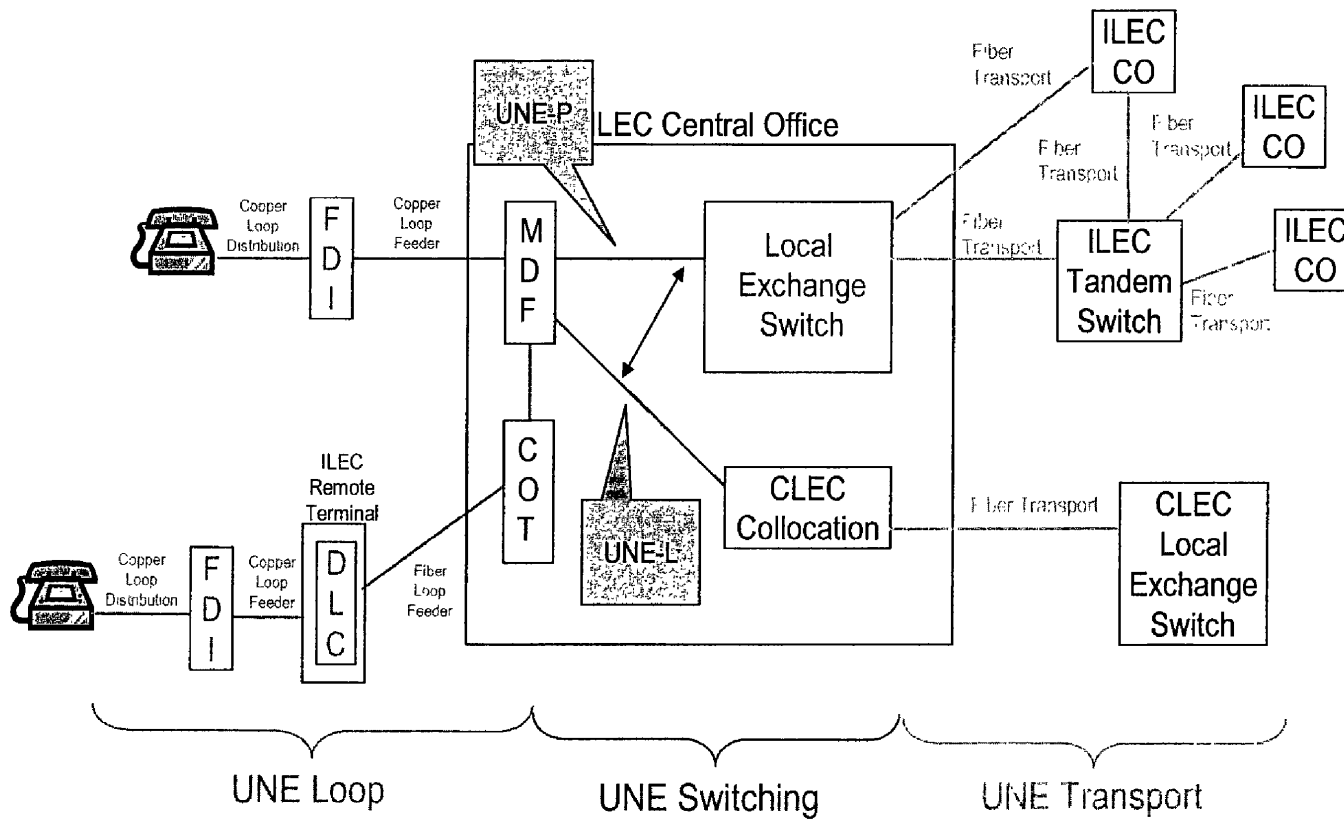 UNE-P
LEC Central Office
Fiber
Transport
ILEC
CO
Fiber
Transport
Fiber
Transport
ILEC
CO
Copper
Loop
Distribution
F
D
I
Copper
Loop
Feeder
M
D
F
Local
Exchange
Switch
Fiber
Transport
ILEC
Tandem
Switch
Fiber
Transport
ILEC
CO
C
O
T
UNE-L
CLEC
Collocation
Fiber Transport
CLEC
Local
Exchange
Switch
ILEC
Remote
Terminal
Copper
Loop
Distribution
F
D
I
Copper
Loop
Feeder
D
L
C
Fiber
Loop
Feeder
UNE Loop
UNE Switching
UNE Transport